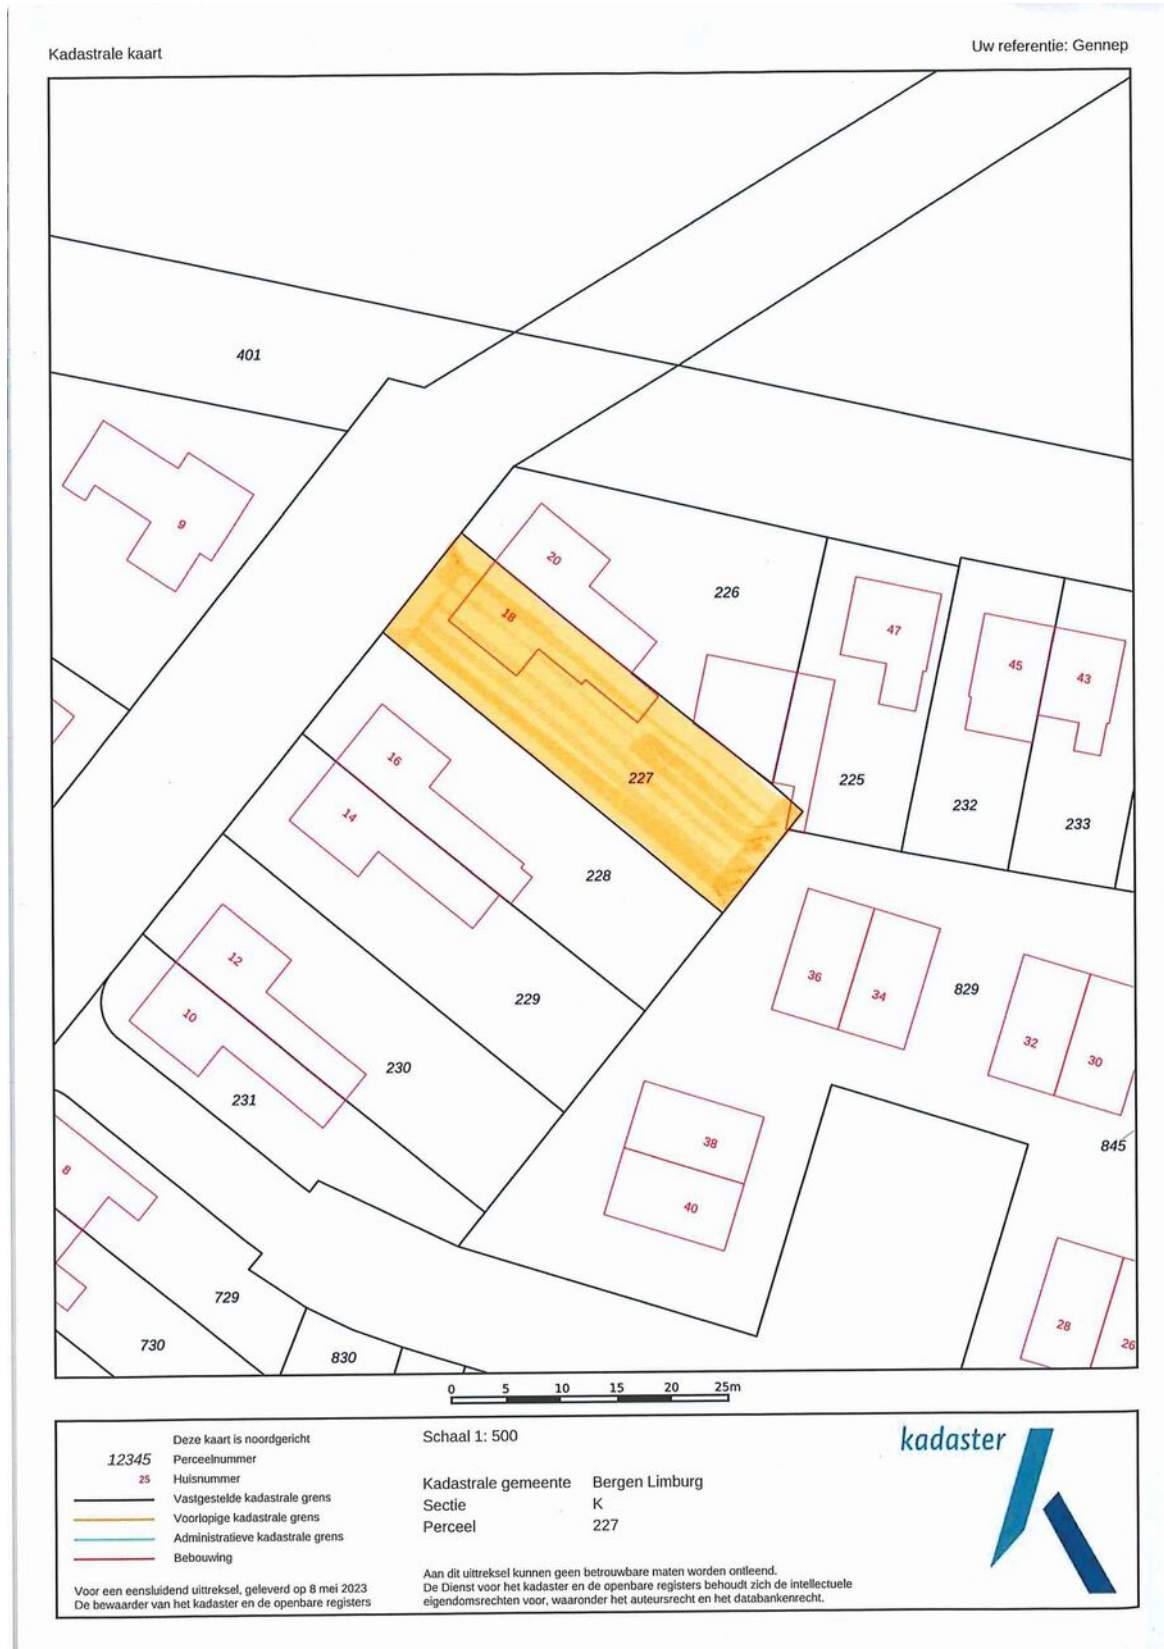 Kadastrale kaart
Uw referentie: Gennep
401
9
20
226
18
47
45
43
16
227
225
14
232
233
228
36
34
829
12
229
10
32
30
230
231
38
845
8
40
729
28
26
730
830
0 5 10 15 20 25m
Deze kaart is noordgericht
12345 Perceelnummer
25 Huisnummer
Vastgestelde kadastrale grens
Voorlopige kadastrale grens
Administratieve kadastrale grens
Bebouwing
Voor een eensluidend uittreksel, geleverd op 8 mei 2023
De bewaarder van het kadaster en de openbare registers
Schaal 1: 500
Kadastrale gemeente Bergen Limburg
Sectie K
Perceel 227
Aan dit uittreksel kunnen geen betrouwbare maten worden ontleend.
De Dienst voor het kadaster en de openbare registers behoudt zich de intellectuele
eigendomsrechten voor, waaronder het auteursrecht en het databankenrecht.
kadaster